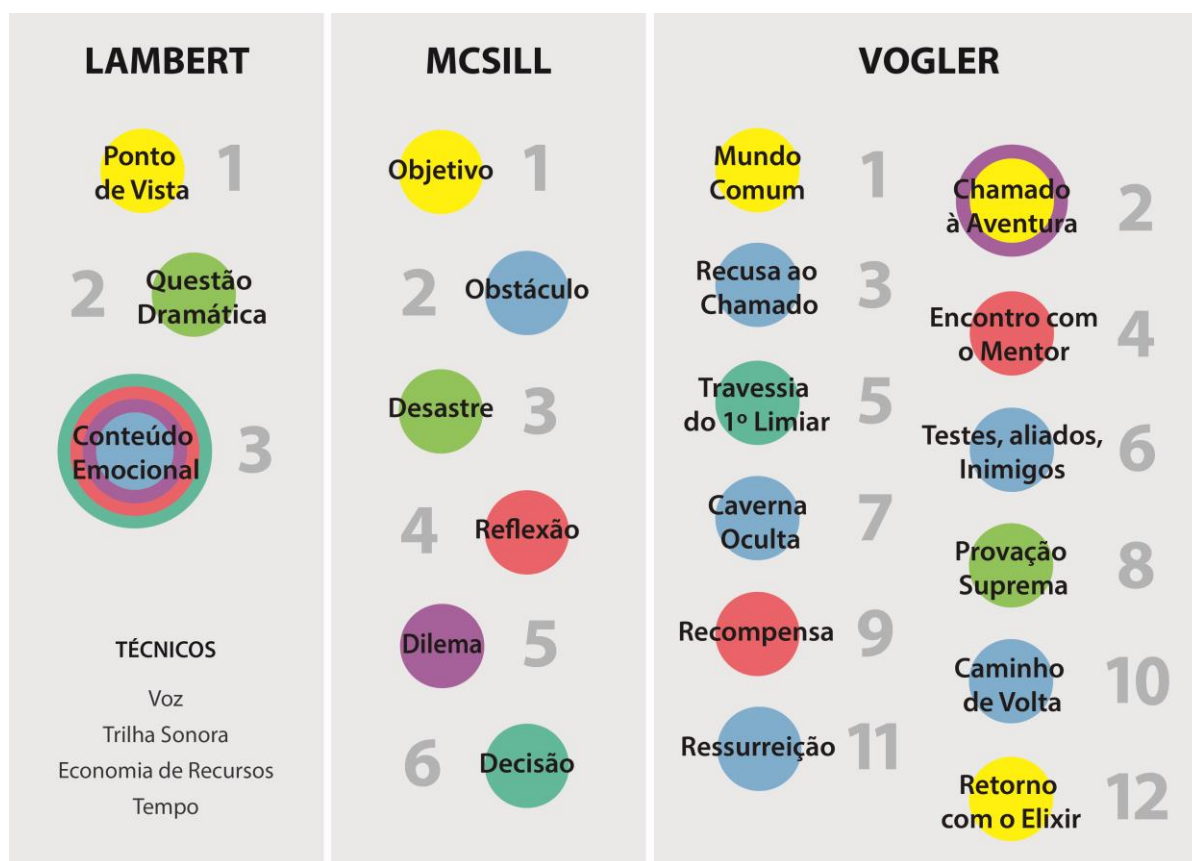 LAMBERT
Ponto
de Vista
1
2
Questão
Dramática
Conteúdo
Emocional
3
TÉCNICOS
Voz
Trilha Sonora
Economia de Recursos
Tempo
MCSILL
Objetivo
1
2
Obstáculo
Desastre
3
4
Reflexão
Dilema
5
6
Decisão
VOGLER
Mundo
Comum
1
Chamado
à Aventura
2
Recusa ao
Chamado
3
Encontro com
o Mentor
4
Travessia
do 1º Limiar
5
Testes, aliados,
Inimigos
6
Caverna
Oculta
7
Provação
Suprema
8
Recompensa
9
Caminho
de Volta
10
Ressurreição
11
Retorno
com o Elixir
12